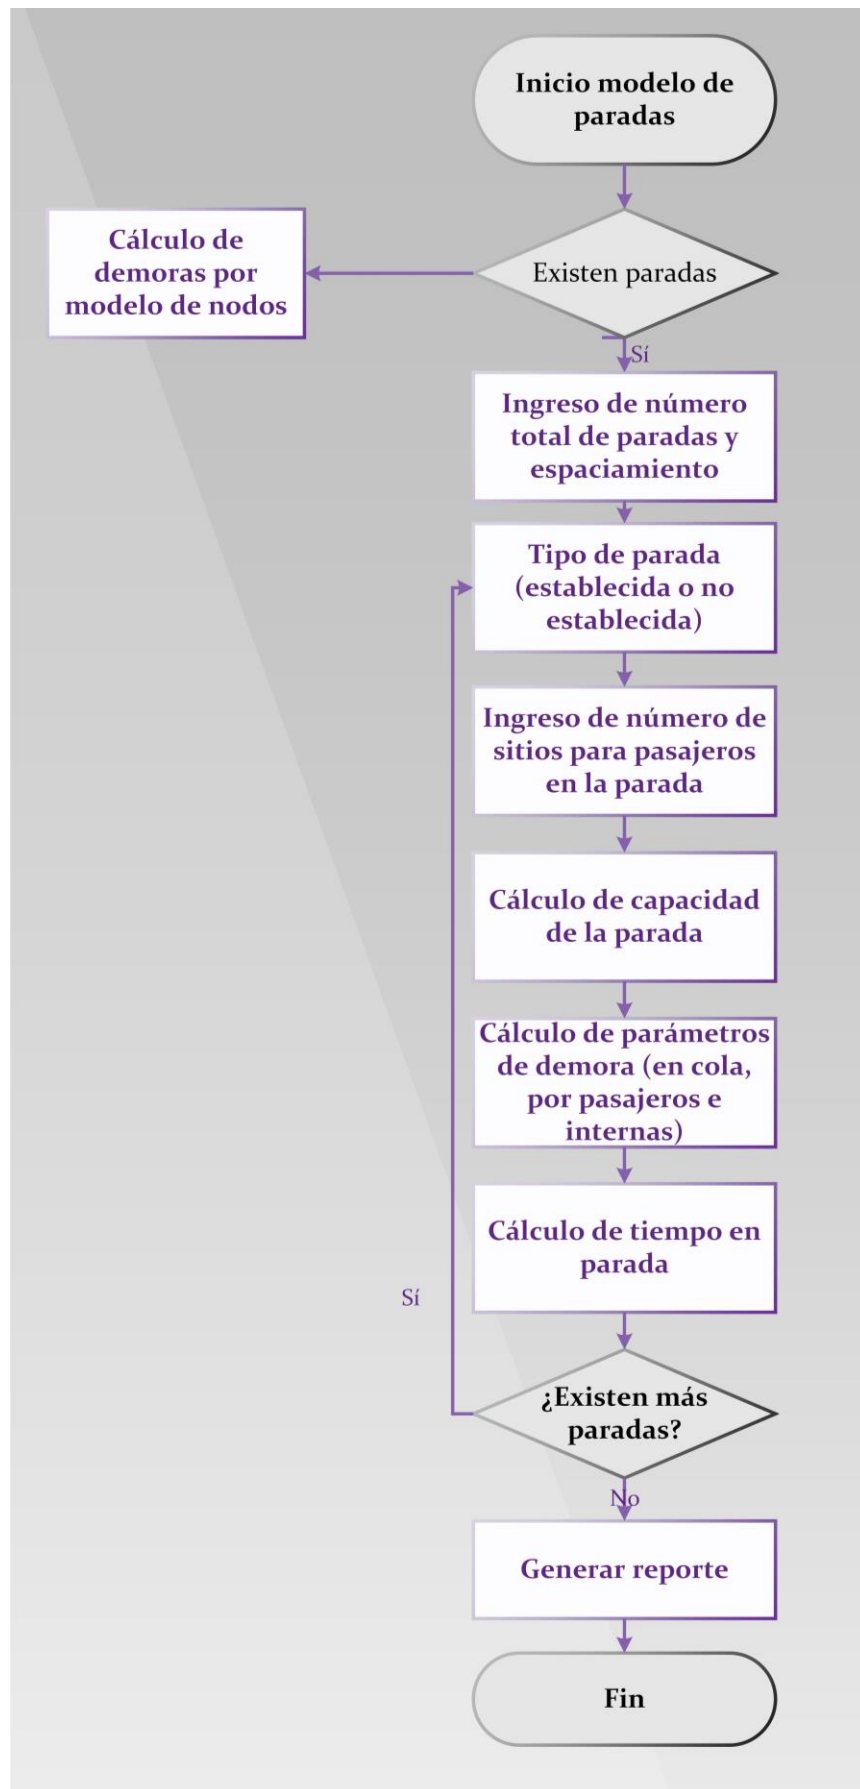 Inicio modelo de
paradas
Cálculo de
demoras por
modelo de nodos
Existen paradas
Sí
Ingreso de número
total de paradas y
espaciamiento
Tipo de parada
(establecida o no
establecida)
Ingreso de número de
sitios para pasajeros
en la parada
Cálculo de capacidad
de la parada
Cálculo de parámetros
de demora (en cola,
por pasajeros e
internas)
Cálculo de tiempo en
parada
Sí
¿Existen más
paradas?
No
Generar reporte
Fin